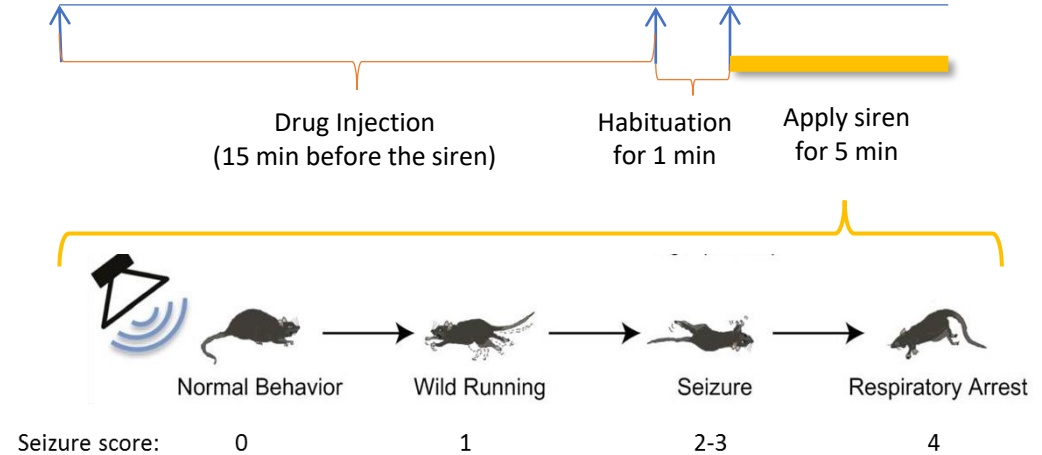 Drug Injection
(15 min before the siren)
Habituation
for 1 min
Apply siren
for 5 min
Normal Behavior
Wild Running
Seizure
Respiratory Arrest
Seizure score:
0
1
2-3
4